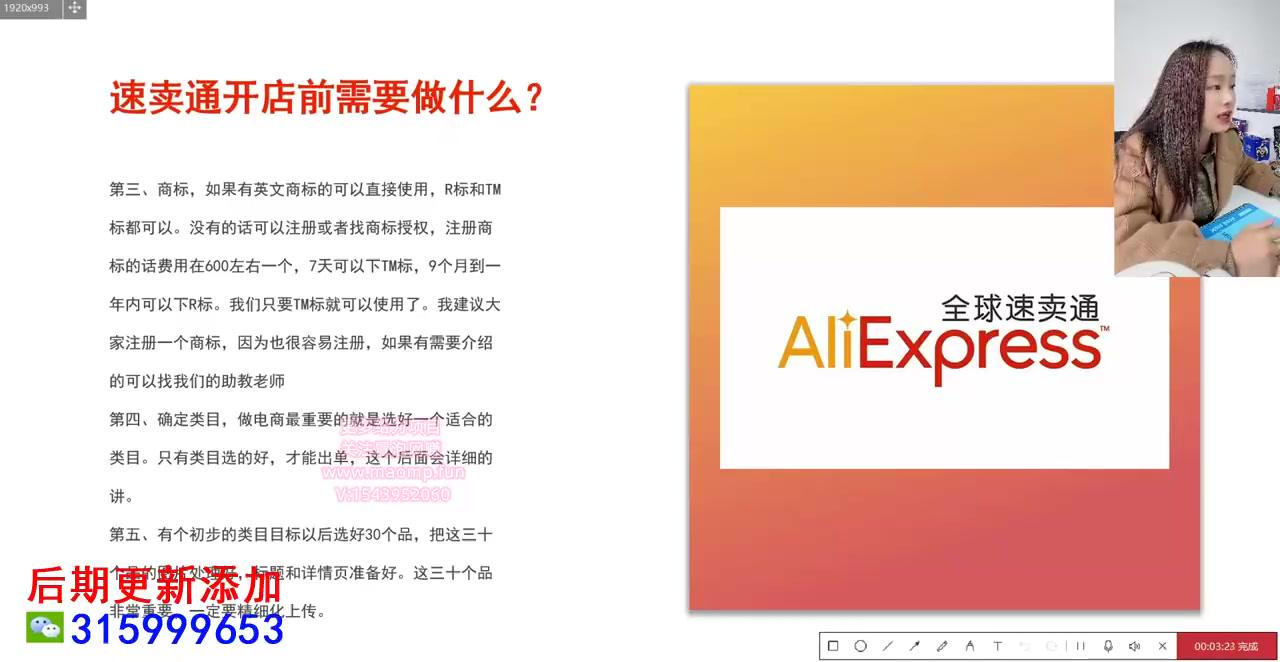 1920x993
速卖通开店前需要做什么？
第三、商标，如果有英文商标的可以直接使用，R标和TM
标都可以。没有的话可以注册或者找商标授权，注册商
标的话费用在600左右一个，7天可以下TM标，9个月到一
年内可以下R标。我们只要TM标就可以使用了。我建议大
家注册一个商标，因为也很容易注册，如果有需要介绍
的可以找我们的助教老师
第四、确定类目，做电商最重要的就是选好一个适合的
类目。只有类目选的好，才能出单，这个后面会详细的
讲。
www.maomp.fun
V:1543952060
第五、有个初步的类目目标以后选好30个品，把这三十
标题和详情页准备好。这三十个品
非常重要，一定要精细化上传。
后期更新添加
315999653
全球速卖通
AliExpress™
00:03:23 完成